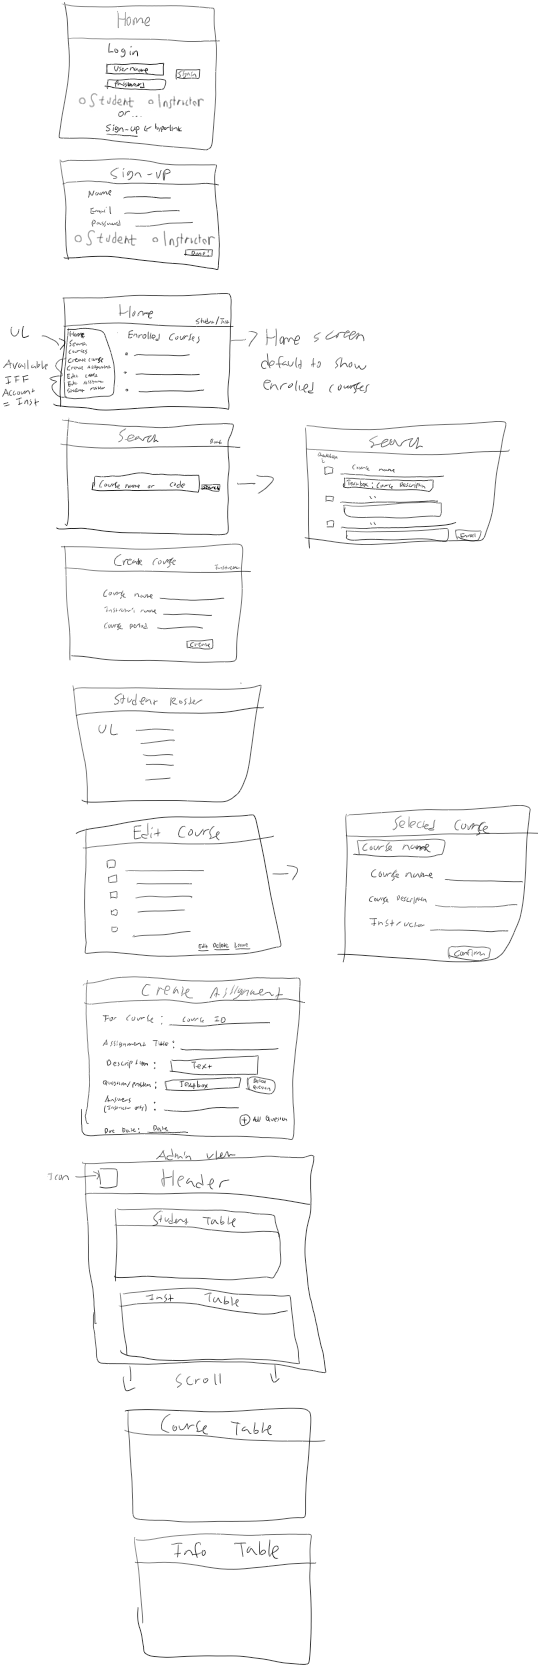 Home
Login
Username
Sign in
Password
Student Instructor
or...
Sign-up & hyperlink
Sign-up
Name
Email
Password
Student Instructor
Done!
Home
Student/Inst
UL
Home
Search
Courses
Create course
Create assignment
Edit course
Edit assignm
Student roster
Enrolled Courses
Available
IFF
Account
= Inst
Home screen
default to show
enrolled courses
Search
Course name or code
Search
Search
Course name
Textbox: Course Description
"
"
Enroll
Create Course
Instructor
Course name
Instructor's name
Course period
Create
Student Roster
UL
Edit Course
Edit Delete
Selected Course
Course name
Course name
Course Description
Instructor
Confirm
Create Assignment
For Course: Course ID
Assignment Title:
Description: Text
Question/problem: Textbox
Delete Question
Answers
(Instructor only):
+ Add Question
Due Date: Date
Admin view
Icon
Header
Student Table
Inst Table
Scroll
Course Table
Info Table